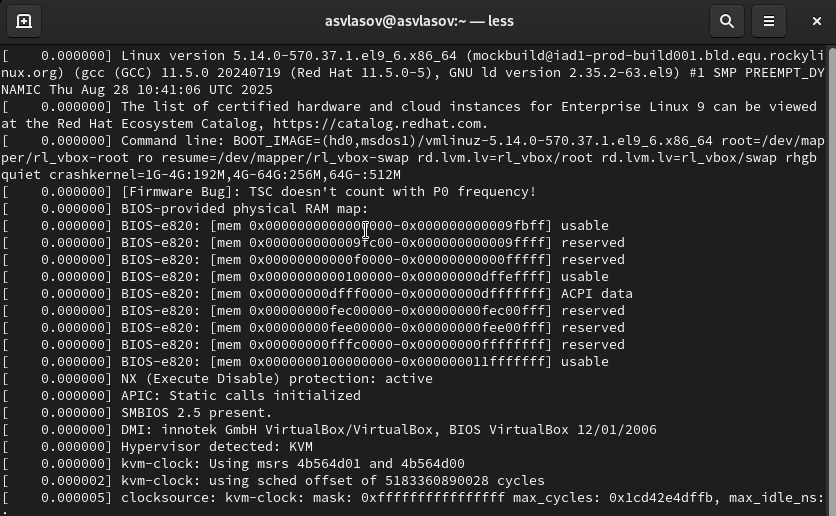 asvlasov@asvlasov:~ — less
[    0.000000] Linux version 5.14.0-570.37.1.el9_6.x86_64 (mockbuild@iad1-prod-build001.bld.equ.rockyli
nux.org) (gcc (GCC) 11.5.0 20240719 (Red Hat 11.5.0-5), GNU ld version 2.35.2-63.el9) #1 SMP PREEMPT_DY
NAMIC Thu Aug 28 10:41:06 UTC 2025
[    0.000000] The list of certified hardware and cloud instances for Enterprise Linux 9 can be viewed
at the Red Hat Ecosystem Catalog, https://catalog.redhat.com.
[    0.000000] Command line: BOOT_IMAGE=(hd0,msdos1)/vmlinuz-5.14.0-570.37.1.el9_6.x86_64 root=/dev/map
per/rl_vbox-root ro resume=/dev/mapper/rl_vbox-swap rd.lvm.lv=rl_vbox/root rd.lvm.lv=rl_vbox/swap rhgb
quiet crashkernel=1G-4G:192M,4G-64G:256M,64G-:512M
[    0.000000] [Firmware Bug]: TSC doesn't count with P0 frequency!
[    0.000000] BIOS-provided physical RAM map:
[    0.000000] BIOS-e820: [mem 0x0000000000000000-0x000000000009fbff] usable
[    0.000000] BIOS-e820: [mem 0x000000000009fc00-0x000000000009ffff] reserved
[    0.000000] BIOS-e820: [mem 0x00000000000f0000-0x00000000000fffff] reserved
[    0.000000] BIOS-e820: [mem 0x0000000000100000-0x00000000dffeffff] usable
[    0.000000] BIOS-e820: [mem 0x00000000dfff0000-0x00000000dfffffff] ACPI data
[    0.000000] BIOS-e820: [mem 0x00000000fec00000-0x00000000fec00fff] reserved
[    0.000000] BIOS-e820: [mem 0x00000000fee00000-0x00000000fee00fff] reserved
[    0.000000] BIOS-e820: [mem 0x00000000fffc0000-0x00000000ffffffff] reserved
[    0.000000] BIOS-e820: [mem 0x0000000100000000-0x000000011fffffff] usable
[    0.000000] NX (Execute Disable) protection: active
[    0.000000] APIC: Static calls initialized
[    0.000000] SMBIOS 2.5 present.
[    0.000000] DMI: innotek GmbH VirtualBox/VirtualBox, BIOS VirtualBox 12/01/2006
[    0.000000] Hypervisor detected: KVM
[    0.000000] kvm-clock: Using msrs 4b564d01 and 4b564d00
[    0.000002] kvm-clock: using sched offset of 5183360890028 cycles
[    0.000005] clocksource: kvm-clock: mask: 0xffffffffffffffff max_cycles: 0x1cd42e4dffb, max_idle_ns:
: